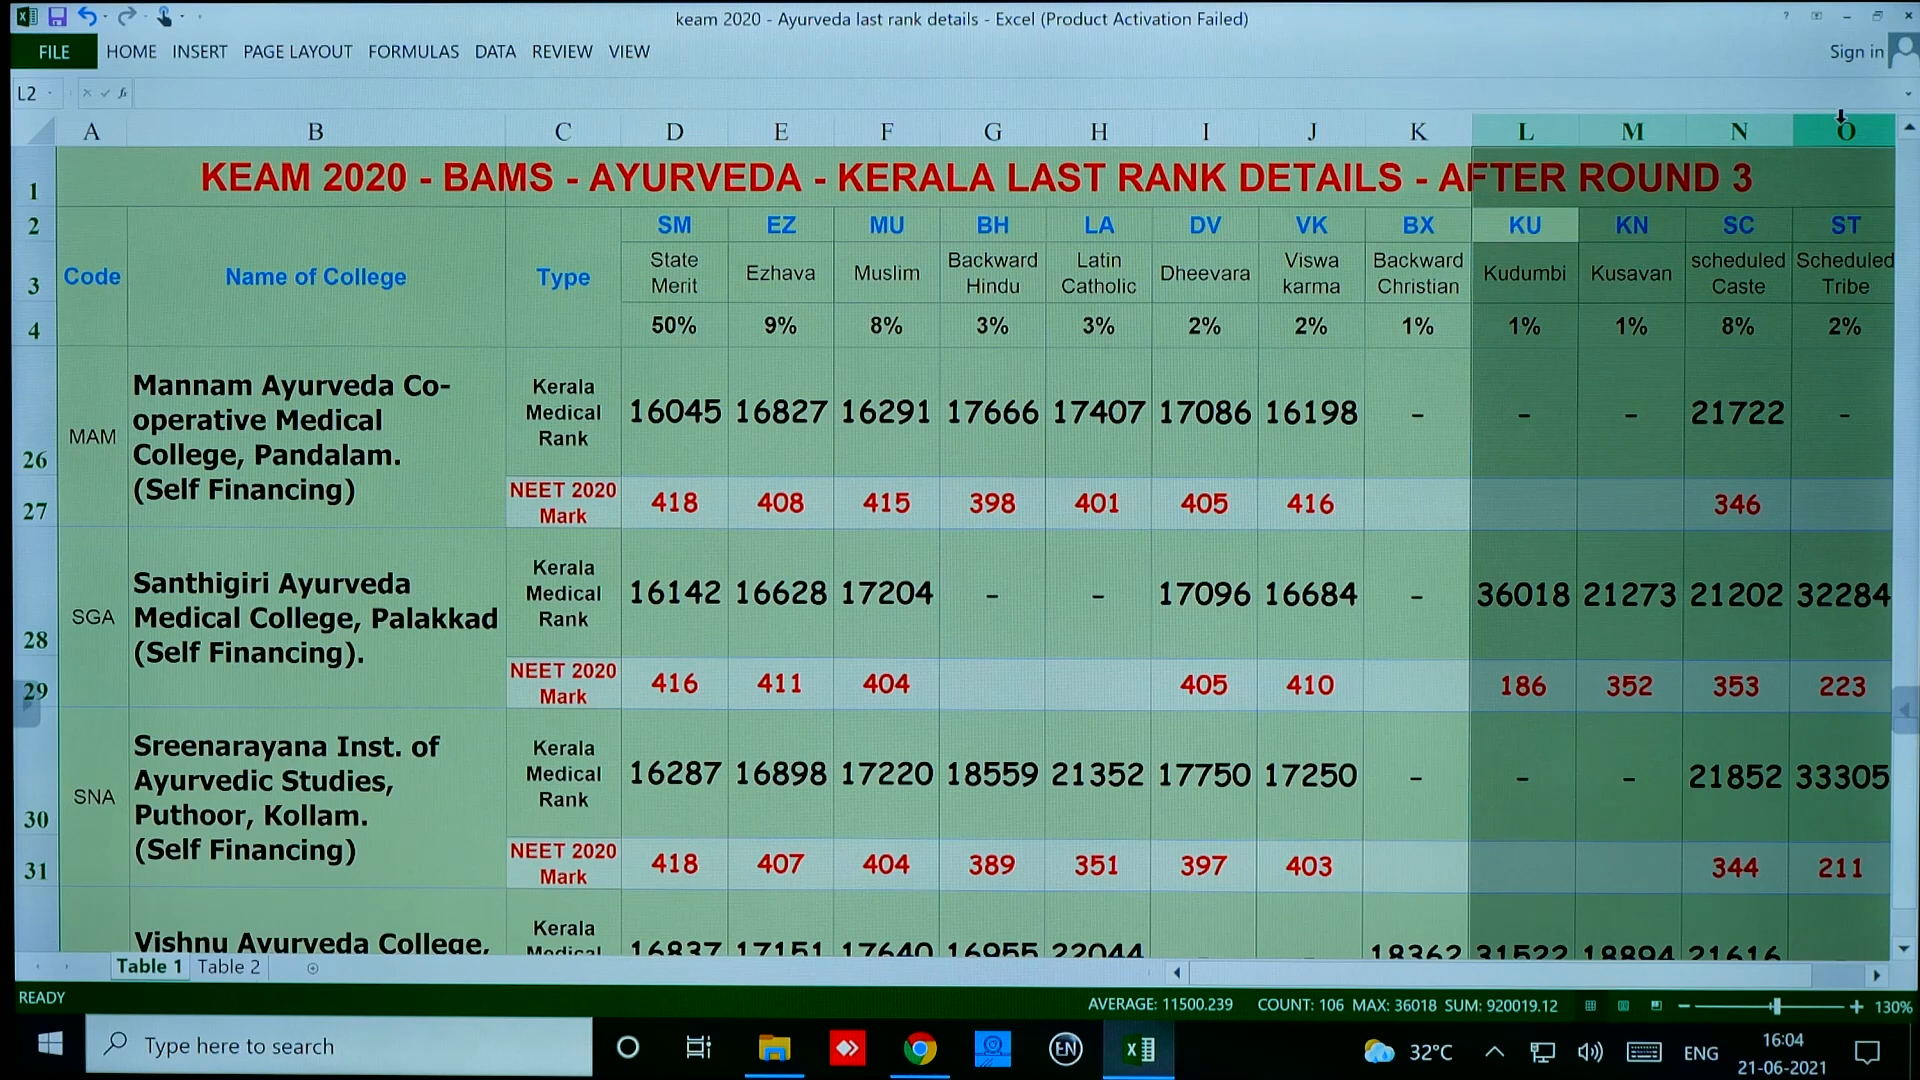 keam 2020 - Ayurveda last rank details - Excel (Product Activation Failed)
FILE HOME INSERT PAGE LAYOUT FORMULAS DATA REVIEW VIEW Sign in
L2
A B C D E F G H I J K L M N O
1 KEAM 2020 - BAMS - AYURVEDA - KERALA LAST RANK DETAILS - AFTER ROUND 3
2 SM EZ MU BH LA DV VK BX KU KN SC ST
3 Code Name of College Type State Merit Ezhava Muslim Backward Hindu Latin Catholic Dheevara Viswa karma Backward Christian Kudumbi Kusavan scheduled Caste Scheduled Tribe
4 50% 9% 8% 3% 3% 2% 2% 1% 1% 1% 8% 2%
26 MAM Mannam Ayurveda Co-operative Medical College, Pandalam. (Self Financing) Kerala Medical Rank 16045 16827 16291 17666 17407 17086 16198 - - - 21722 -
27 NEET 2020 Mark 418 408 415 398 401 405 416 346
28 SGA Santhigiri Ayurveda Medical College, Palakkad (Self Financing). Kerala Medical Rank 16142 16628 17204 - - 17096 16684 - 36018 21273 21202 32284
29 NEET 2020 Mark 416 411 404 405 410 186 352 353 223
30 SNA Sreenarayana Inst. of Ayurvedic Studies, Puthoor, Kollam. (Self Financing) Kerala Medical Rank 16287 16898 17220 18559 21352 17750 17250 - - - 21852 33305
31 NEET 2020 Mark 418 407 404 389 351 397 403 344 211
Vishnu Ayurveda College, Kerala Medical 16837 17151 17640 16955 22044 - - 18362 31522 18894 21616
Table 1 Table 2
READY AVERAGE: 11500.239 COUNT: 106 MAX: 36018 SUM: 920019.12 130%
Type here to search EN 32°C ENG 16:04
21-06-2021